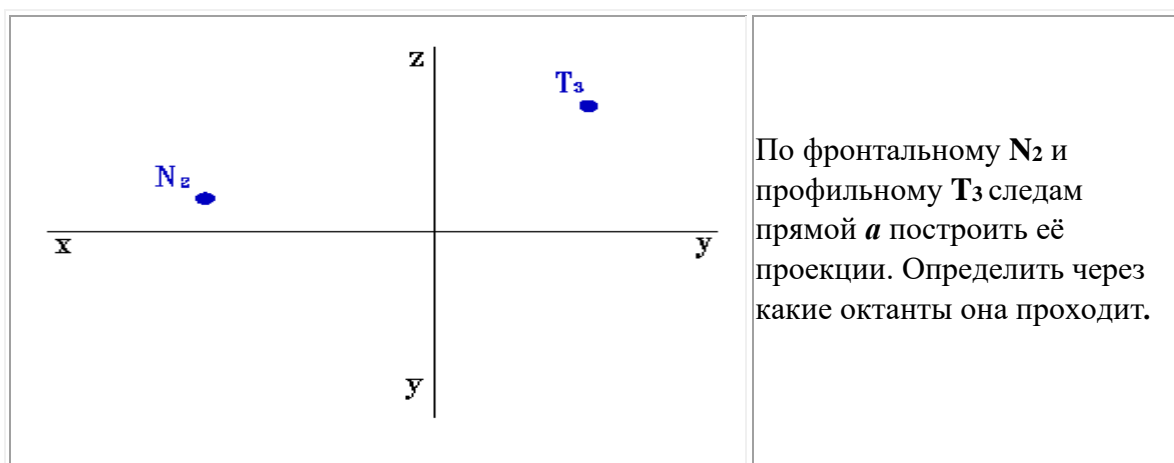 z
T₃
N₂
x
y
y
По фронтальному N₂ и
профильному T₃ следам
прямой a построить её
проекции. Определить через
какие октанты она проходит.